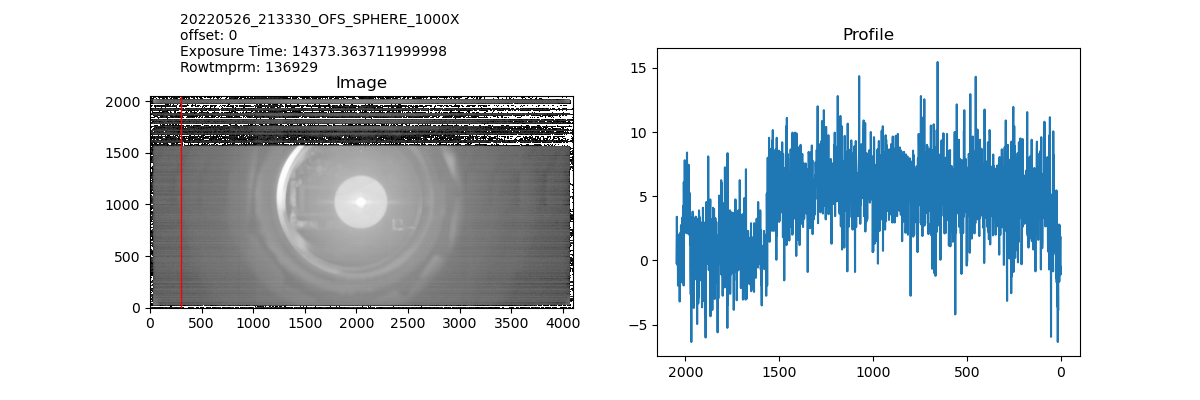 20220526_213330_OFS_SPHERE_1000X
offset: 0
Exposure Time: 14373.363711999998
Rowtmprm: 136929
Image
2000
1500
1000
500
0
0 500 1000 1500 2000 2500 3000 3500 4000
Profile
15
10
5
0
−5
2000 1500 1000 500 0